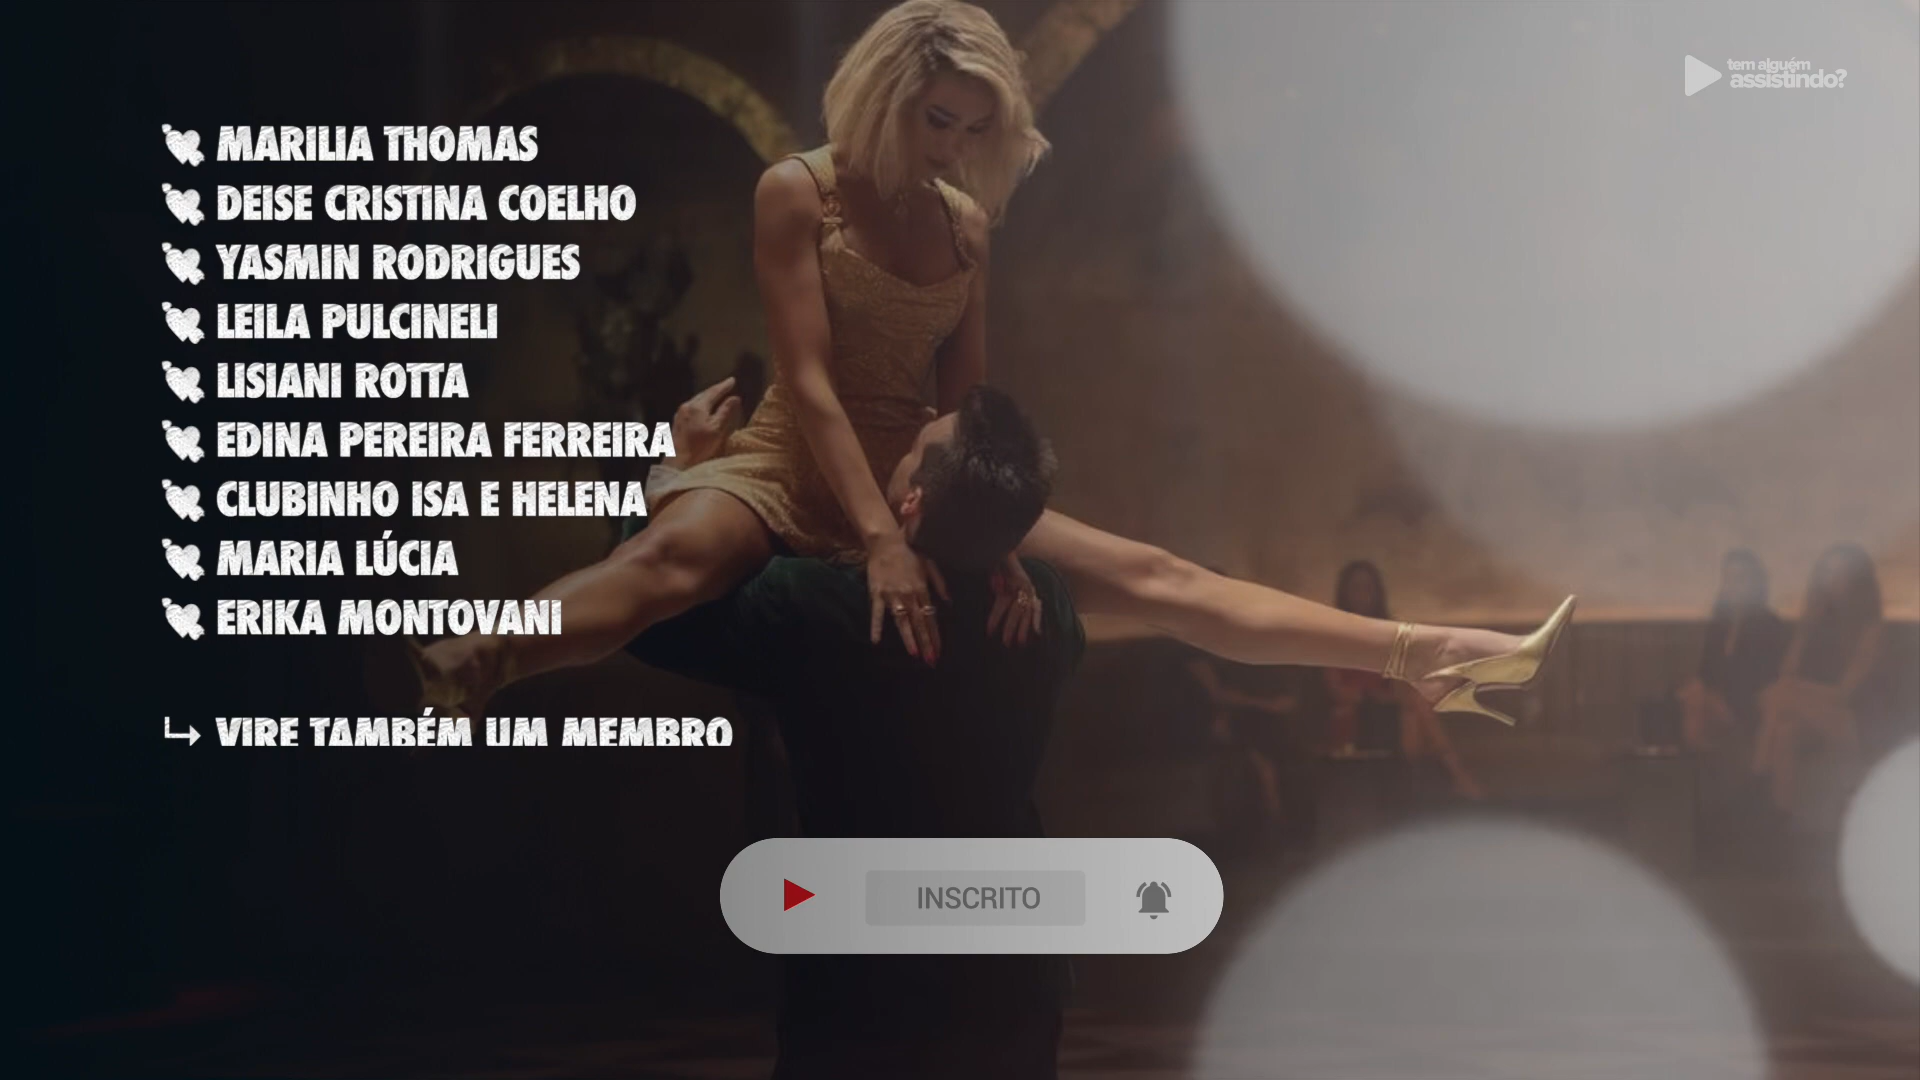 tem alguém
assistindo?
MARILIA THOMAS
DEISE CRISTINA COELHO
YASMIN RODRIGUES
LEILA PULCINELI
LISIANI ROTTA
EDINA PEREIRA FERREIRA
CLUBINHO ISA E HELENA
MARIA LÚCIA
ERIKA MONTOVANI
VIRE TAMBÉM UM MEMBRO
INSCRITO